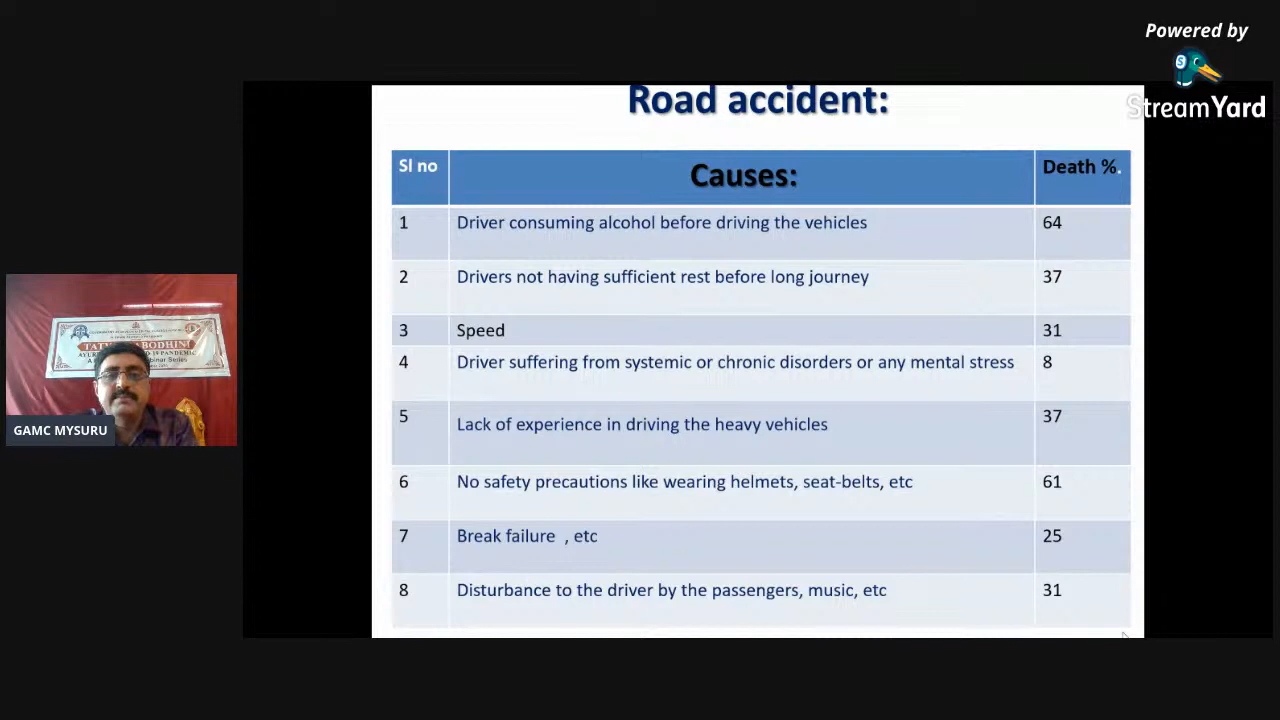 Powered by
StreamYard
Road accident:
Sl no Causes: Death %.
1 Driver consuming alcohol before driving the vehicles 64
2 Drivers not having sufficient rest before long journey 37
3 Speed 31
4 Driver suffering from systemic or chronic disorders or any mental stress 8
5 Lack of experience in driving the heavy vehicles 37
6 No safety precautions like wearing helmets, seat-belts, etc 61
7 Break failure , etc 25
8 Disturbance to the driver by the passengers, music, etc 31
GAMC MYSURU